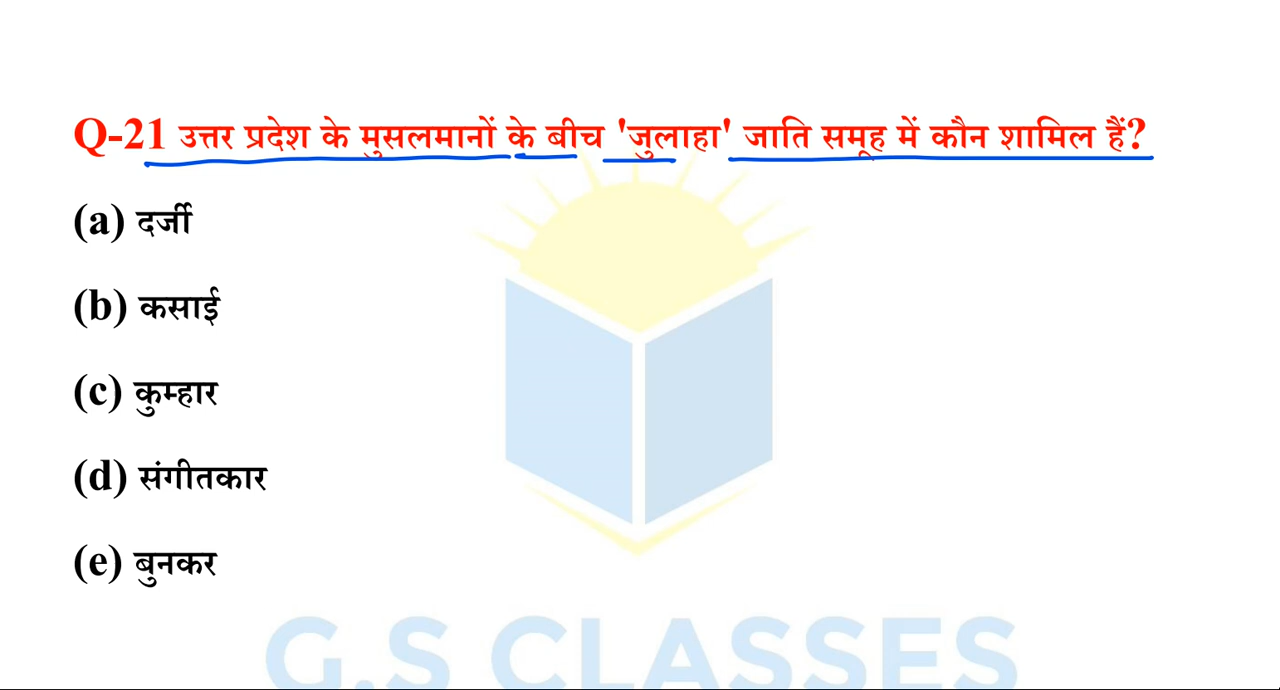 Q-21 उत्तर प्रदेश के मुसलमानों के बीच 'जुलाहा' जाति समूह में कौन शामिल हैं?
(a) दर्जी
(b) कसाई
(c) कुम्हार
(d) संगीतकार
(e) बुनकर
G.S CLASSES